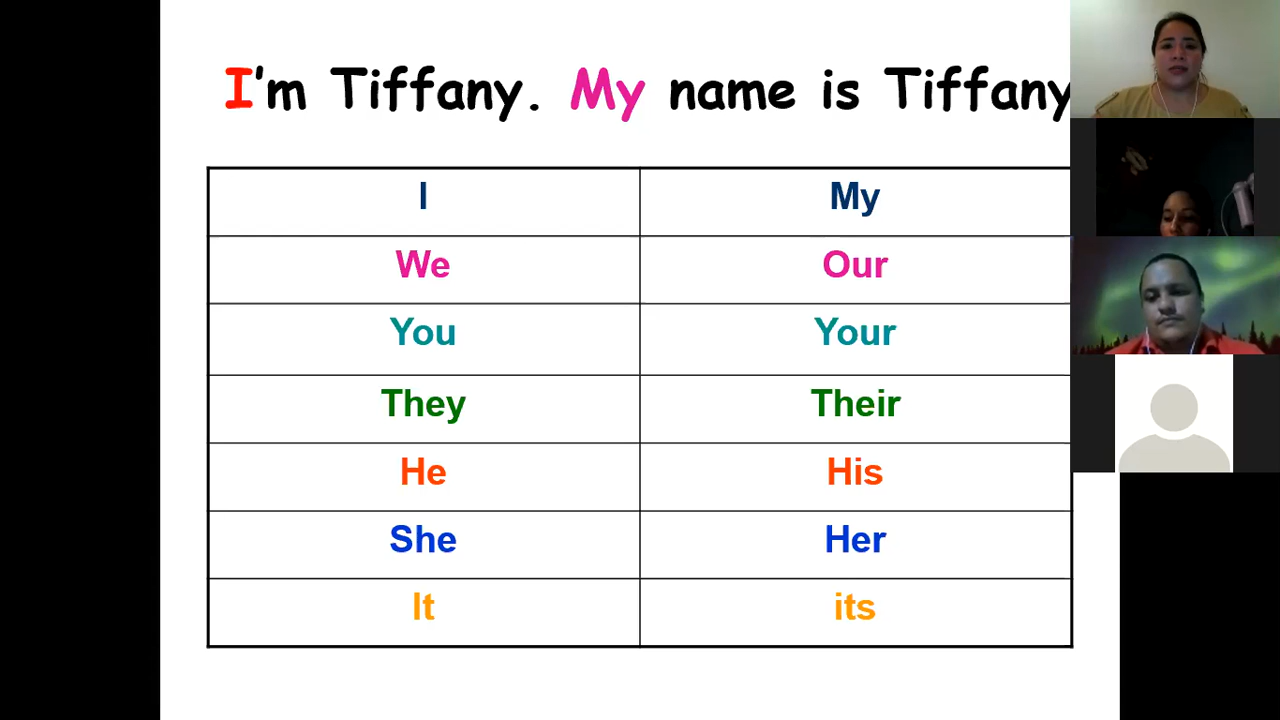 I'm Tiffany. My name is Tiffany
I My
We Our
You Your
They Their
He His
She Her
It its